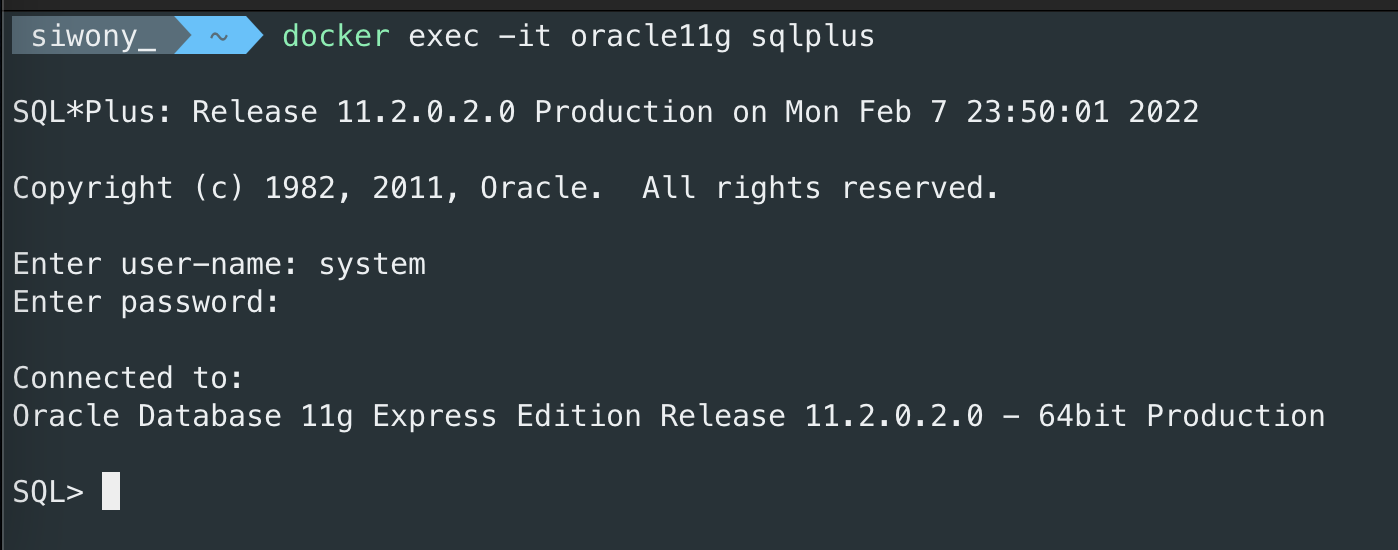 siwony_ ~ docker exec -it oracle11g sqlplus
SQL*Plus: Release 11.2.0.2.0 Production on Mon Feb 7 23:50:01 2022
Copyright (c) 1982, 2011, Oracle.  All rights reserved.
Enter user-name: system
Enter password:
Connected to:
Oracle Database 11g Express Edition Release 11.2.0.2.0 - 64bit Production
SQL>